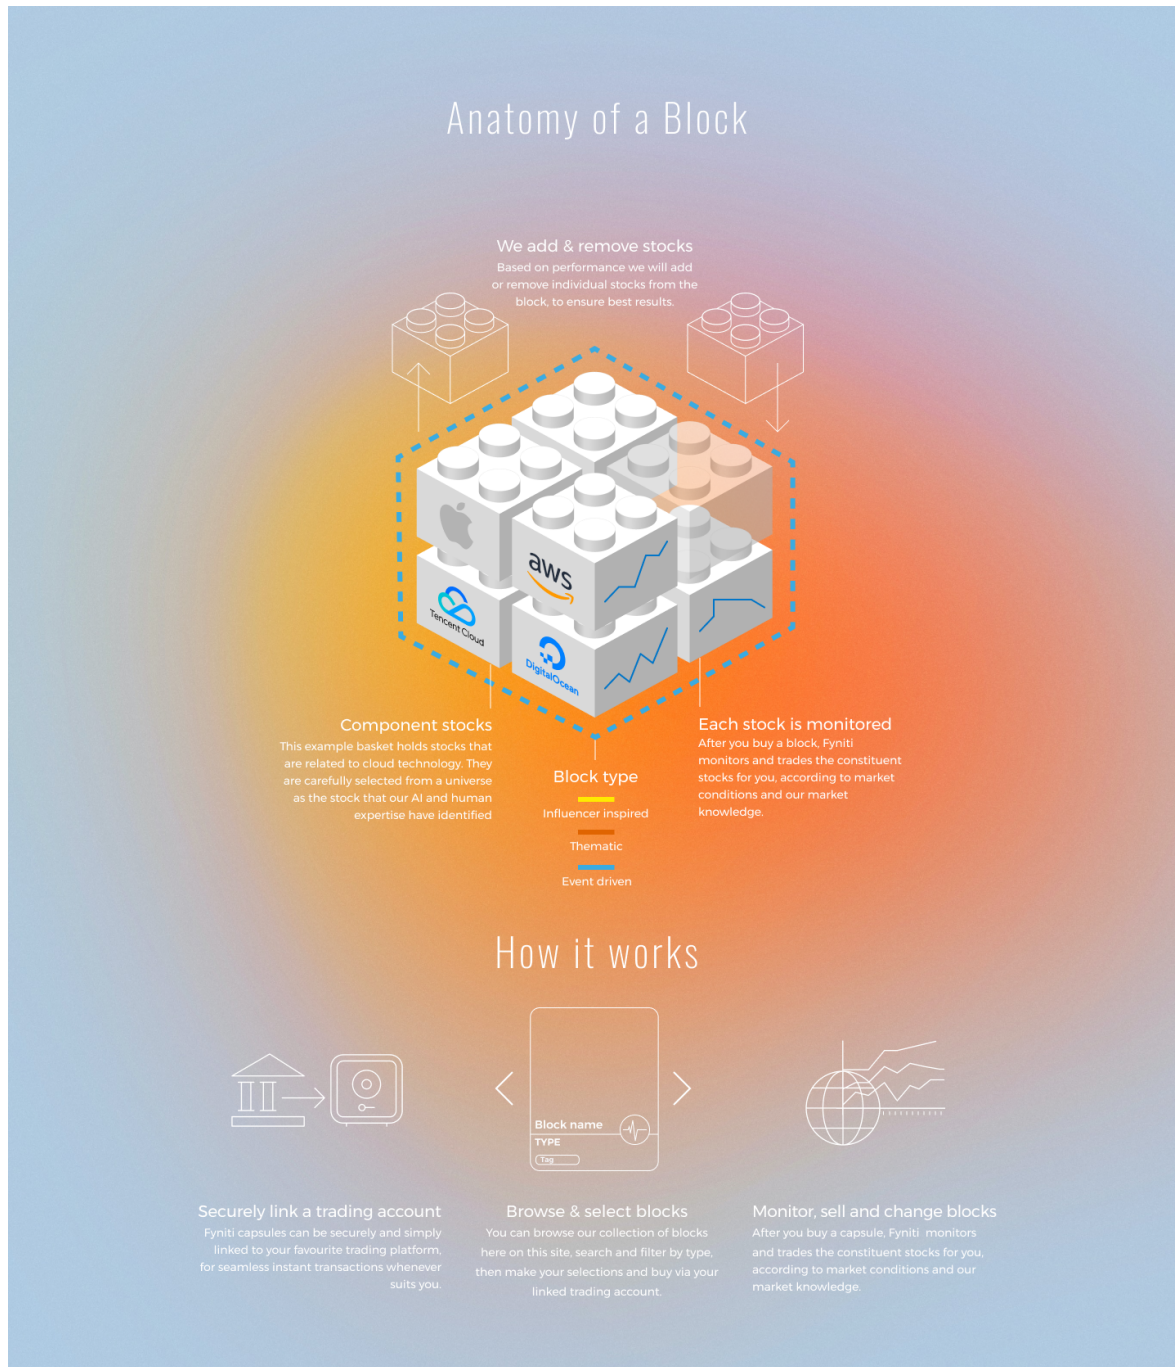 Anatomy of a Block
We add & remove stocks
Based on performance we will add
or remove individual stocks from the
block, to ensure best results.
aws
Tencent Cloud
DigitalOcean
Component stocks
This example basket holds stocks that
are related to cloud technology. They
are carefully selected from a universe
as the stock that our AI and human
expertise have identified
Block type
Influencer inspired
Thematic
Event driven
Each stock is monitored
After you buy a block, Fyniti
monitors and trades the constituent
stocks for you, according to market
conditions and our market
knowledge.
How it works
Block name
TYPE
Tag
Securely link a trading account
Fyniti capsules can be securely and simply
linked to your favourite trading platform,
for seamless instant transactions whenever
suits you.
Browse & select blocks
You can browse our collection of blocks
here on this site, search and filter by type,
then make your selections and buy via your
linked trading account.
Monitor, sell and change blocks
After you buy a capsule, Fyniti monitors
and trades the constituent stocks for you,
according to market conditions and our
market knowledge.